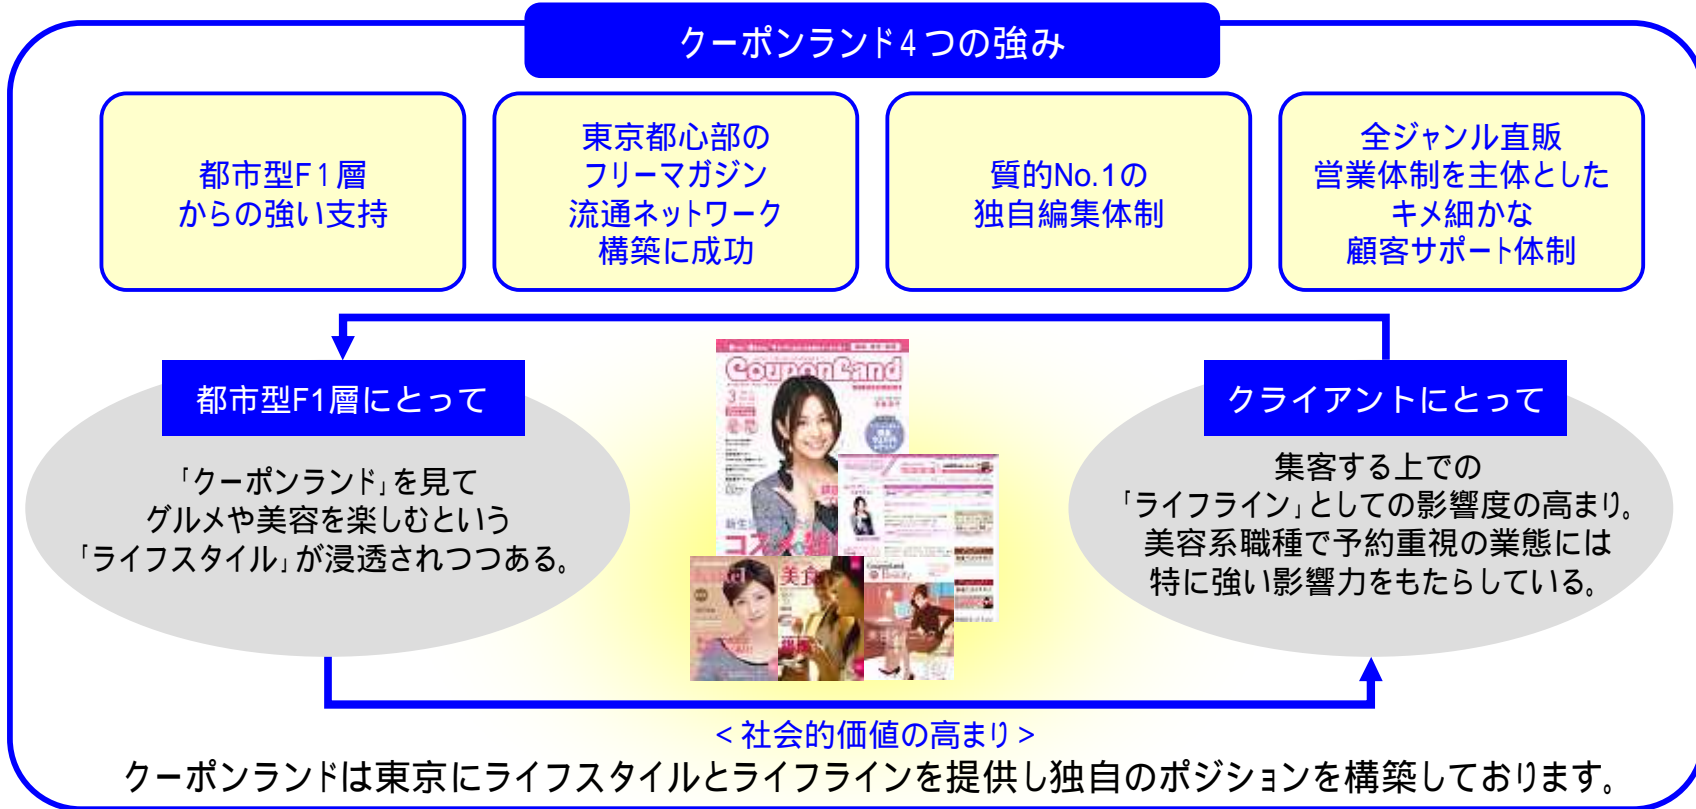 クーポンランド4つの強み
都市型F1層
からの強い支持
東京都心部の
フリーマガジン
流通ネットワーク
構築に成功
質的No.1の
独自編集体制
全ジャンル直販
営業体制を主体とした
キメ細かな
顧客サポート体制
都市型F1層にとって
「クーポンランド」を見て
グルメや美容を楽しむという
「ライフスタイル」が浸透されつつある。
CouponLand
3
美食
CouponLand
Beauty
クライアントにとって
集客する上での
「ライフライン」としての影響度の高まり。
美容系職種で予約重視の業態には
特に強い影響力をもたらしている。
<社会的価値の高まり>
クーポンランドは東京にライフスタイルとライフラインを提供し独自のポジションを構築しております。